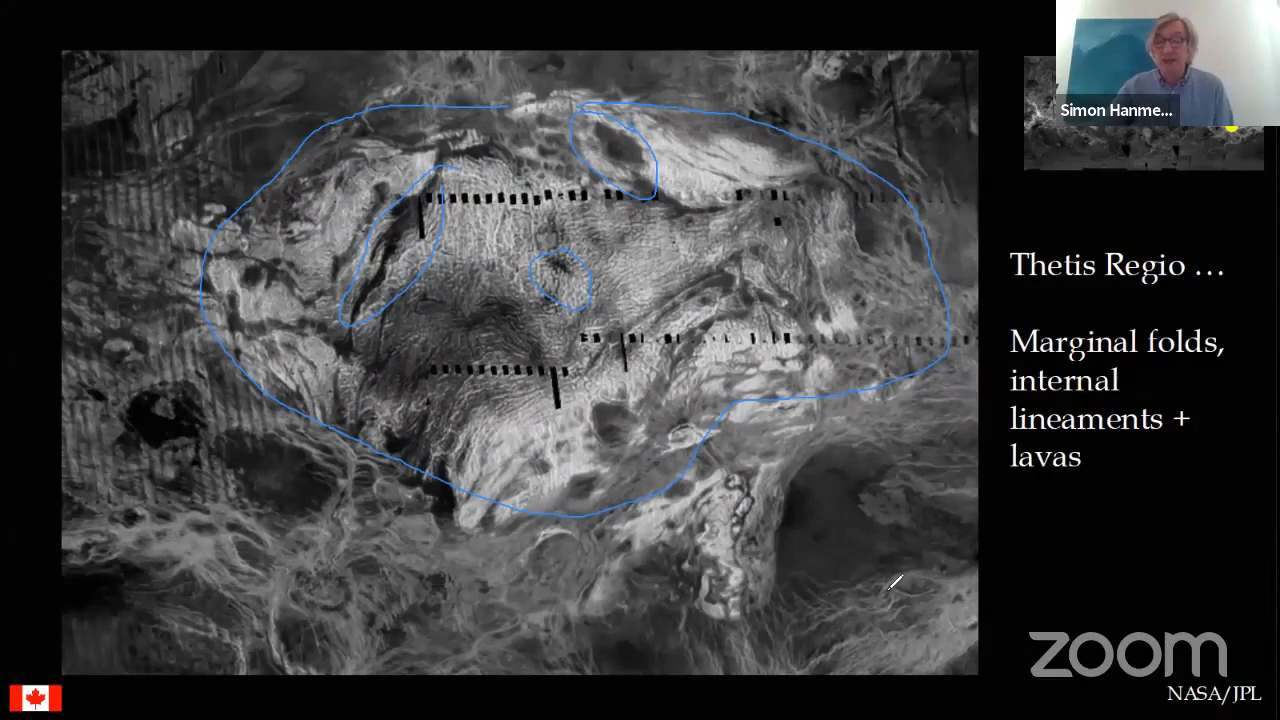 Simon Hanme...
Thetis Regio ...
Marginal folds,
internal
lineaments +
lavas
zoom
NASA/JPL